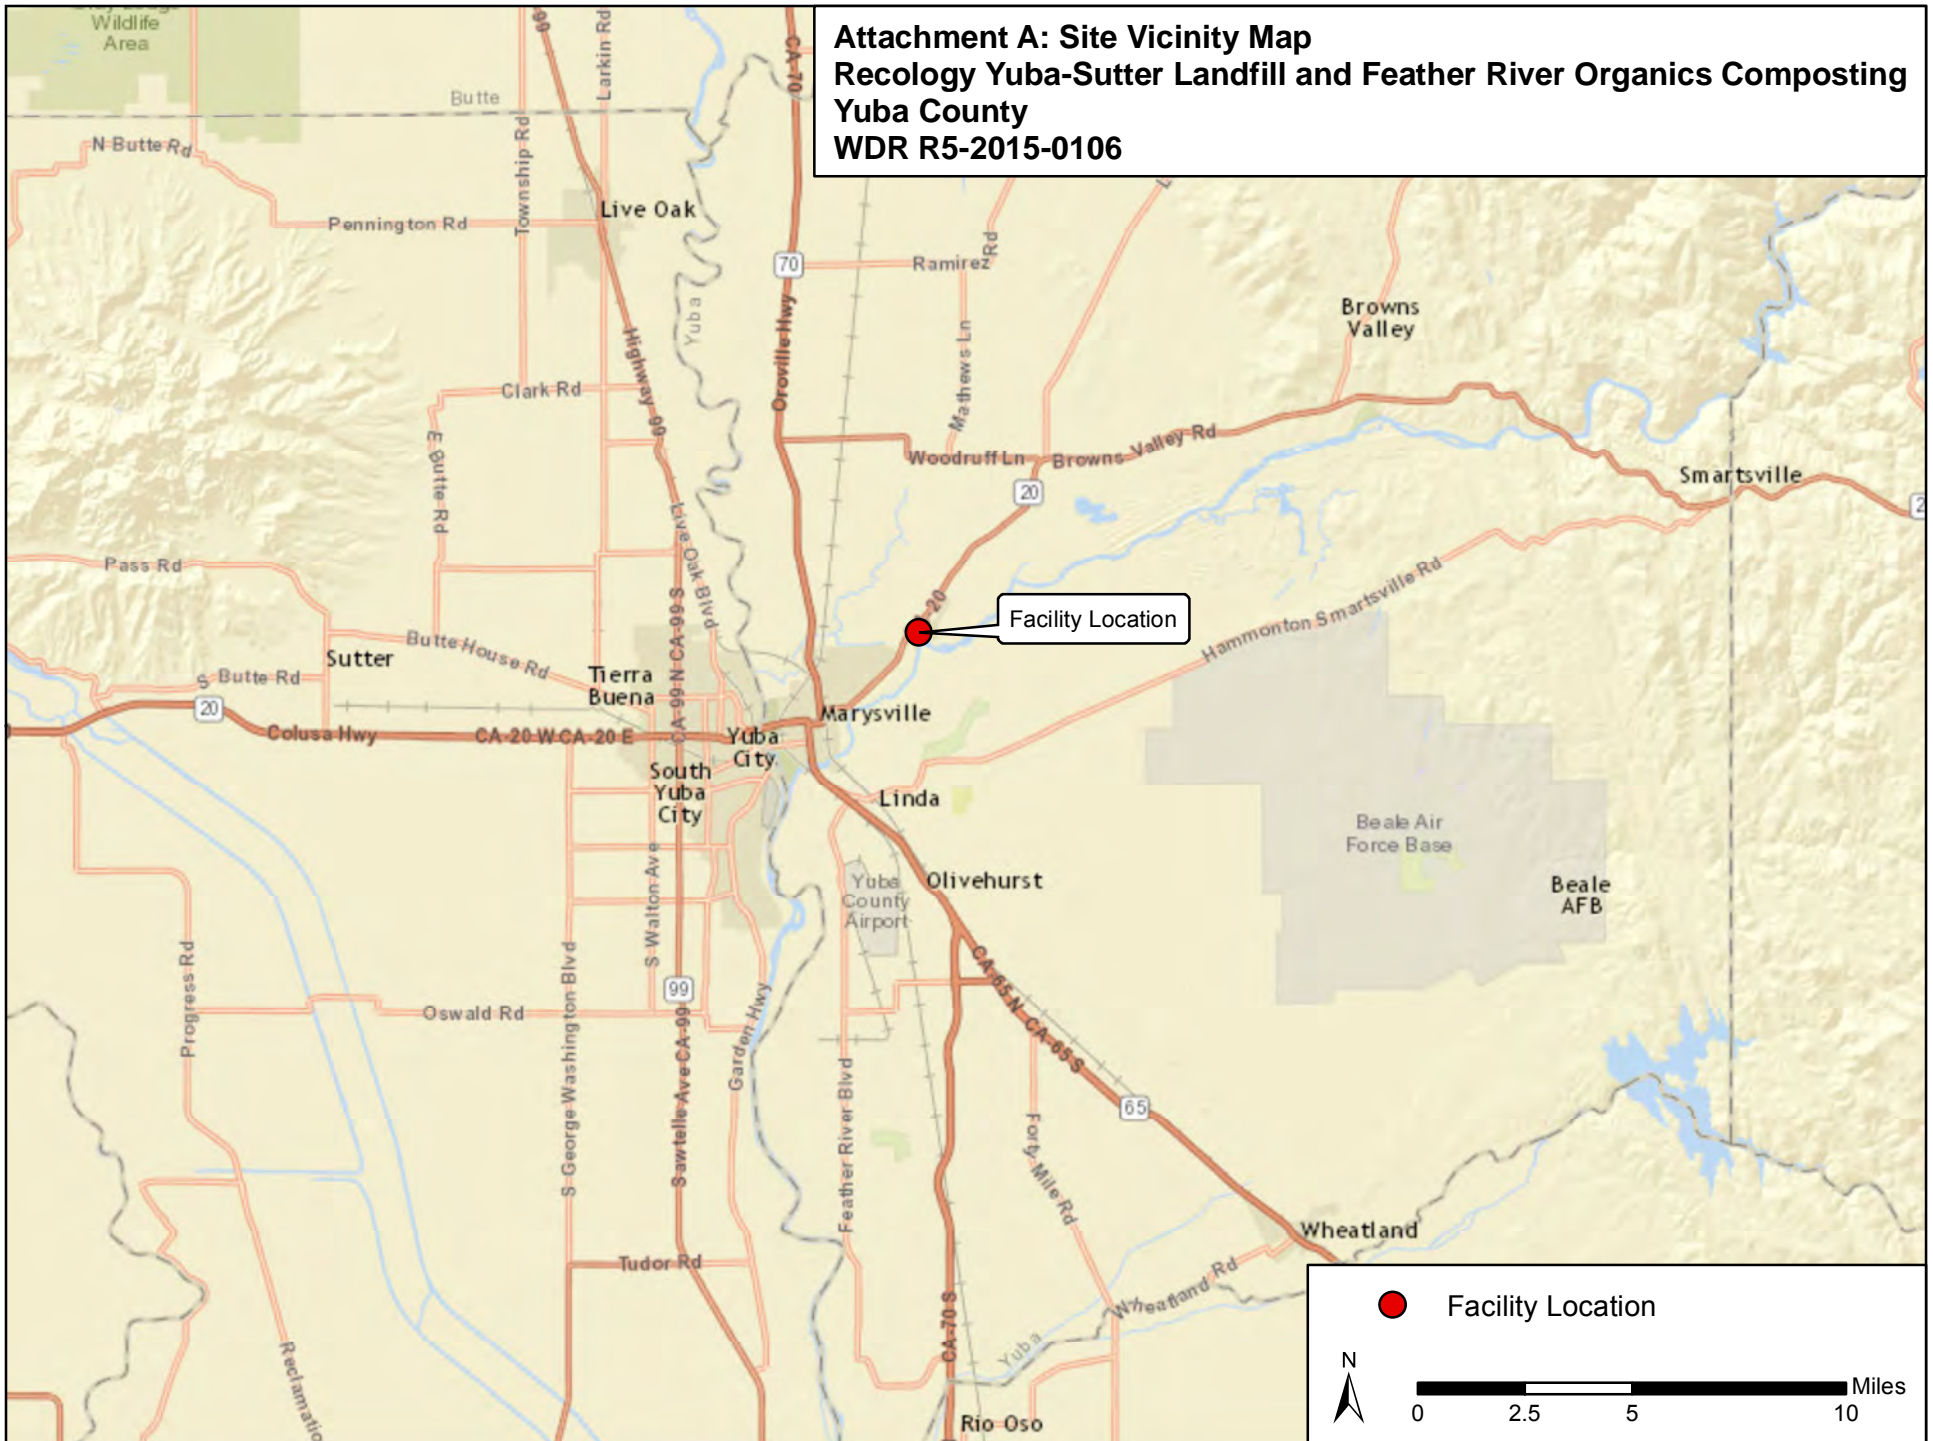 Wildlife
Area
Attachment A: Site Vicinity Map
Recology Yuba-Sutter Landfill and Feather River Organics Composting
Yuba County
WDR R5-2015-0106
99
Larkin Rd
CA-70
Butte
N Butte Rd
Township Rd
Live Oak
Pennington Rd
70
Ramirez Rd
Yuba
Oroville Hwy
Highway 99
Mathews Ln
Browns
Valley
Clark Rd
E Butte Rd
Woodruff Ln
Browns Valley Rd
20
Smartsville
2
Live Oak Blvd
Pass Rd
CA-20
Facility Location
Hammonton Smartsville Rd
CA-99 N CA-99 S
Butte House Rd
Sutter
S Butte Rd
Tierra
Buena
20
Colusa Hwy
CA-20 W CA-20 E
Marysville
Yuba
City
South
Yuba
City
Linda
Beale Air
Force Base
Beale
AFB
Yuba
County
Airport
Olivehurst
S Walton Ave
Progress Rd
S George Washington Blvd
99
Oswald Rd
Garden Hwy
CA-65 N CA-65 S
Sawtelle Ave CA-99
Feather River Blvd
Forty Mile Rd
65
Wheatland
Tudor Rd
Wheatland Rd
CA-70 S
Yuba
Rio Oso
Facility Location
N
Miles
0 2.5 5 10